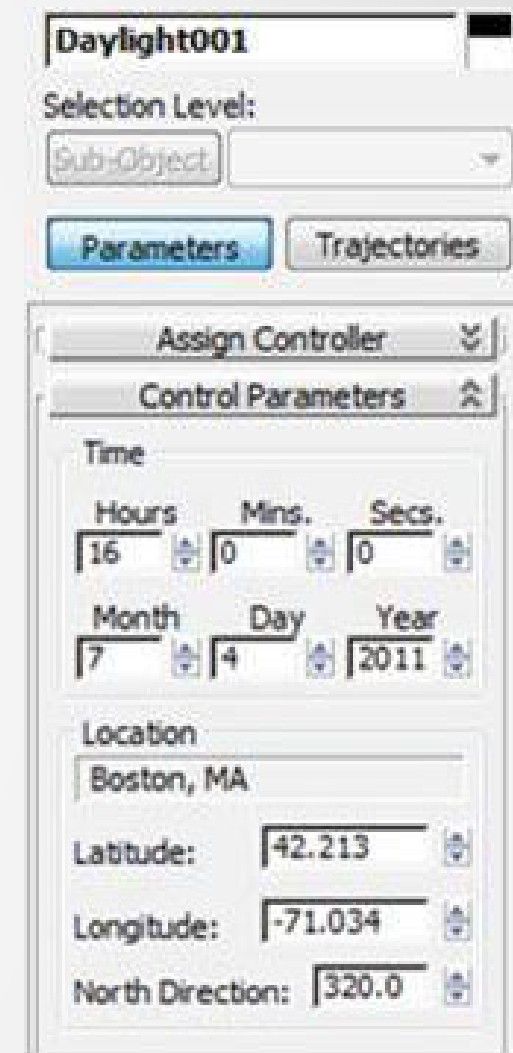 Daylight001
Selection Level:
Sub-Object
Parameters Trajectories
Assign Controller
Control Parameters
Time
Hours Mins. Secs.
16 0 0
Month Day Year
7 4 2011
Location
Boston, MA
Latitude: 42.213
Longitude: -71.034
North Direction: 320.0